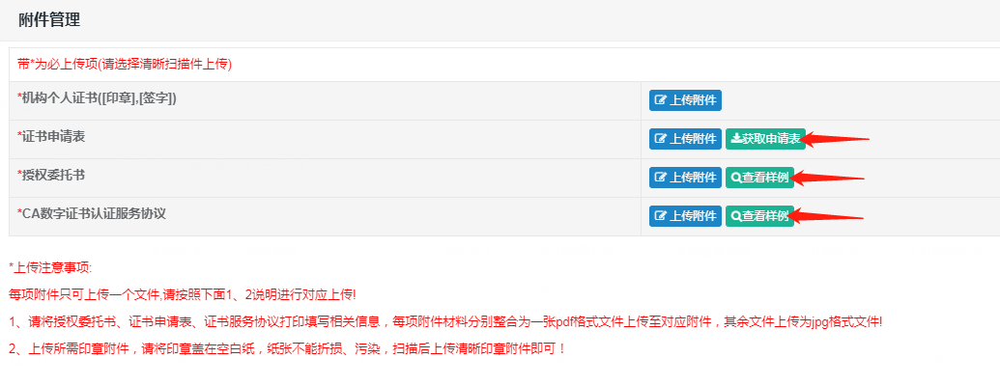 附件管理
带*为必上传项(请选择清晰扫描件上传)
*机构个人证书([印章],[签字]) 上传附件
*证书申请表 上传附件 获取申请表
*授权委托书 上传附件 查看样例
*CA数字证书认证服务协议 上传附件 查看样例
*上传注意事项:
每项附件只可上传一个文件,请按照下面1、2说明进行对应上传!
1、请将授权委托书、证书申请表、证书服务协议打印填写相关信息，每项附件材料分别整合为一张pdf格式文件上传至对应附件，其余文件上传为jpg格式文件!
2、上传所需印章附件，请将印章盖在空白纸，纸张不能折损、污染，扫描后上传清晰印章附件即可！